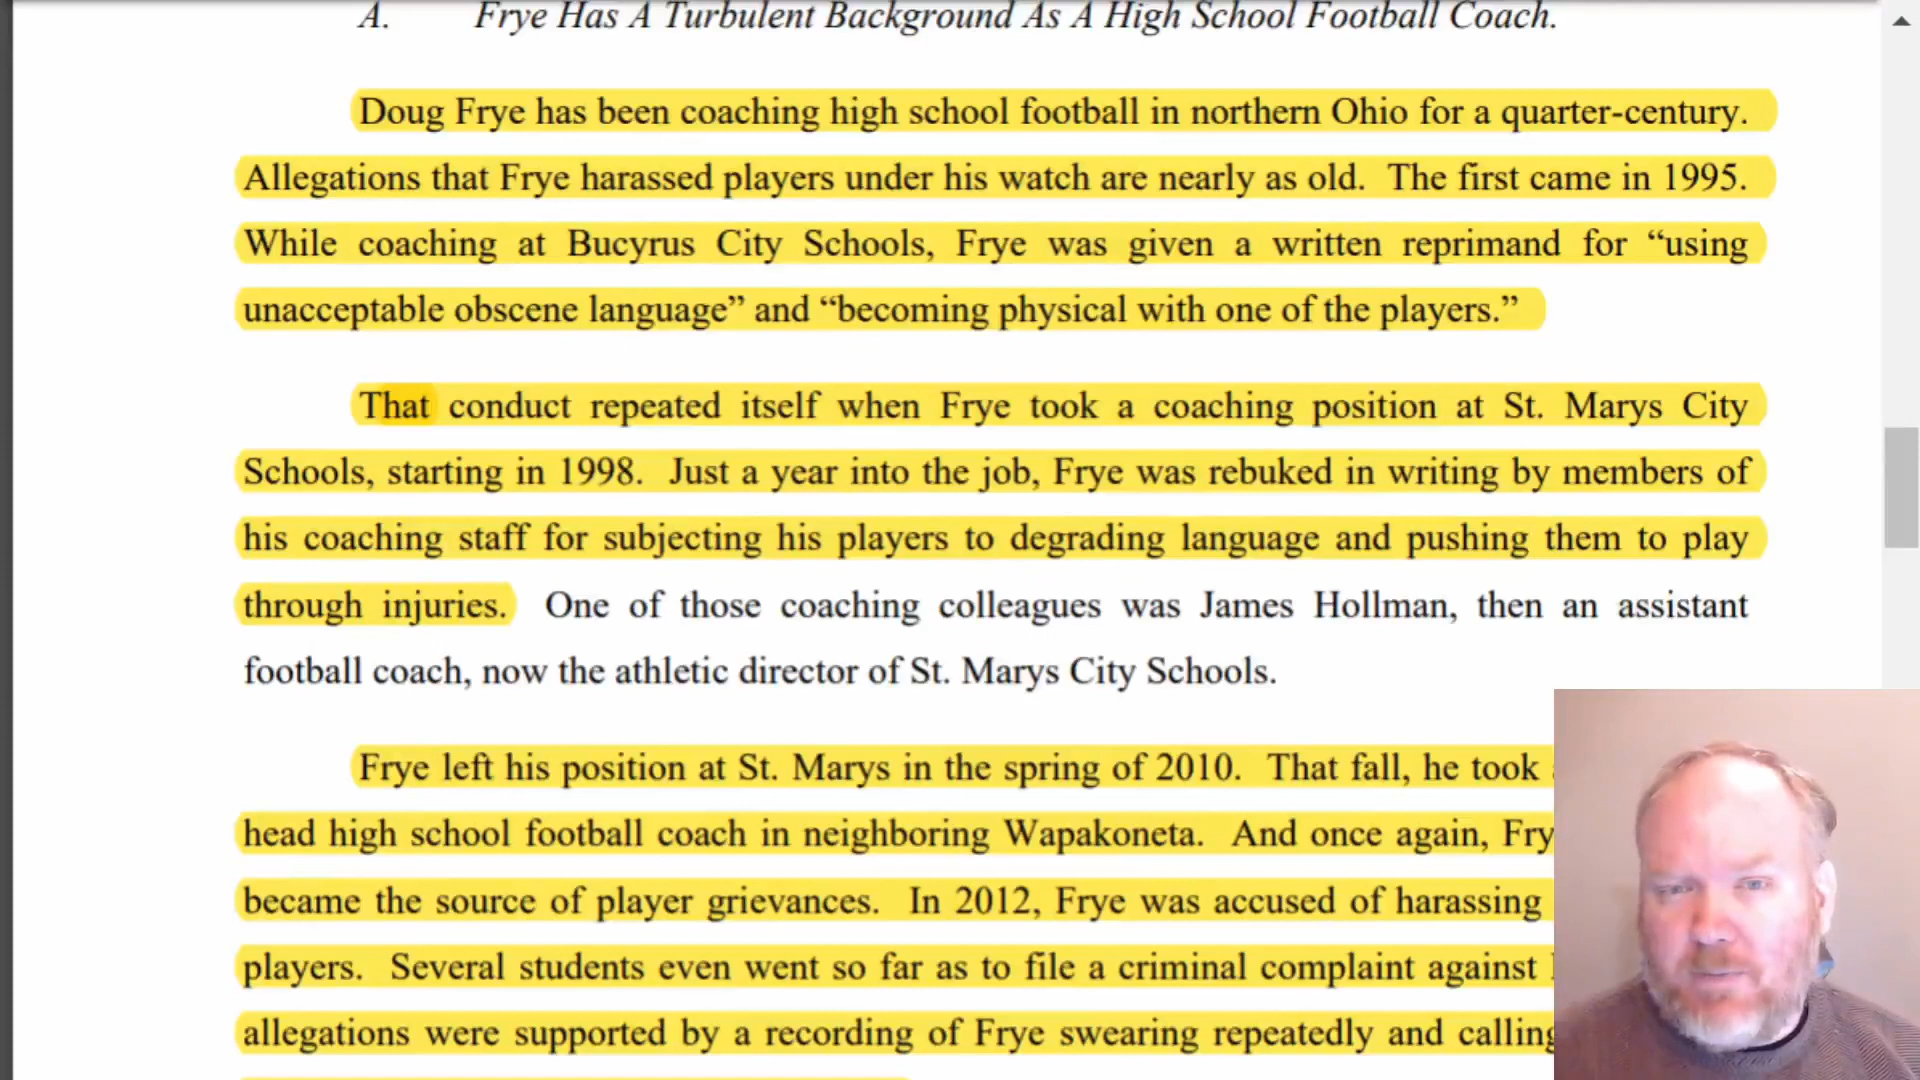 A. Frye Has A Turbulent Background As A High School Football Coach.
Doug Frye has been coaching high school football in northern Ohio for a quarter-century.
Allegations that Frye harassed players under his watch are nearly as old. The first came in 1995.
While coaching at Bucyrus City Schools, Frye was given a written reprimand for “using
unacceptable obscene language” and “becoming physical with one of the players.”
That conduct repeated itself when Frye took a coaching position at St. Marys City
Schools, starting in 1998. Just a year into the job, Frye was rebuked in writing by members of
his coaching staff for subjecting his players to degrading language and pushing them to play
through injuries. One of those coaching colleagues was James Hollman, then an assistant
football coach, now the athletic director of St. Marys City Schools.
Frye left his position at St. Marys in the spring of 2010. That fall, he took
head high school football coach in neighboring Wapakoneta. And once again, Fry
became the source of player grievances. In 2012, Frye was accused of harassing
players. Several students even went so far as to file a criminal complaint against
allegations were supported by a recording of Frye swearing repeatedly and calling